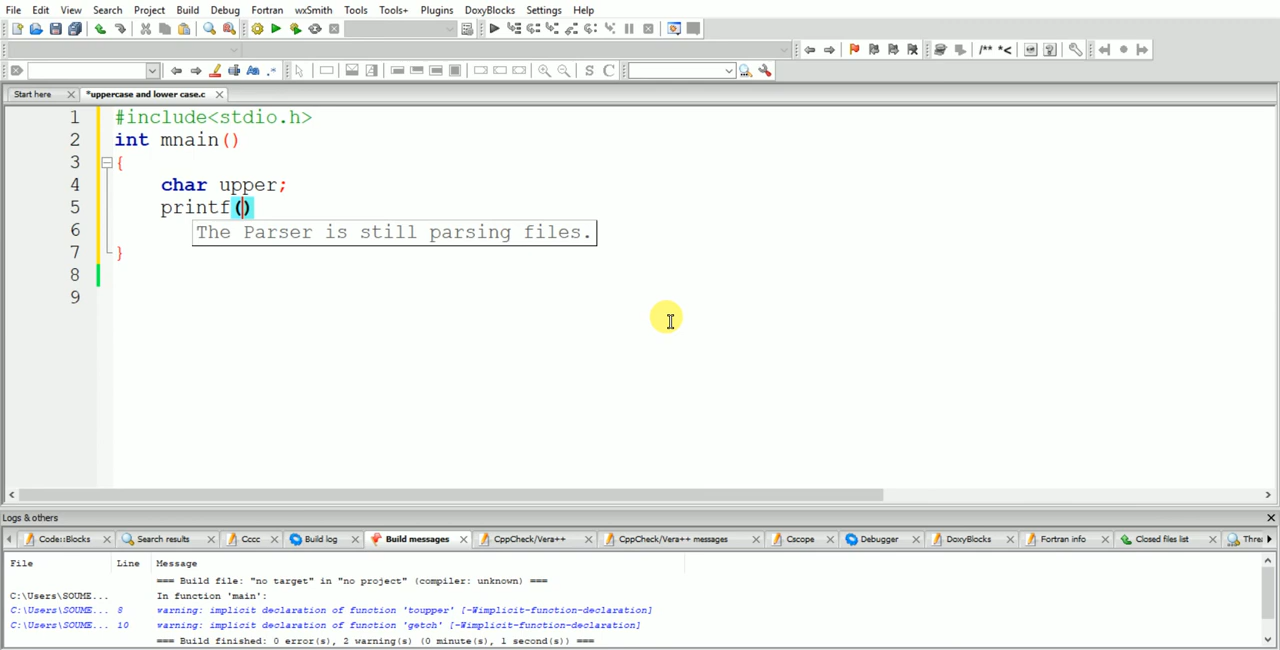 File Edit View Search Project Build Debug Fortran wxSmith Tools Tools+ Plugins DoxyBlocks Settings Help
/** *<
S C
Start here *uppercase and lower case.c
1 #include<stdio.h>
2 int mnain()
3 {
4 char upper;
5 printf()
6 The Parser is still parsing files.
7 }
8
9
Logs & others
Code::Blocks Search results Cccc Build log Build messages CppCheck/Vera++ CppCheck/Vera++ messages Cscope Debugger DoxyBlocks Fortran info Closed files list Threa
File Line Message
=== Build file: "no target" in "no project" (compiler: unknown) ===
C:\Users\SOUME... In function 'main':
C:\Users\SOUME... 8 warning: implicit declaration of function 'toupper' [-Wimplicit-function-declaration]
C:\Users\SOUME... 10 warning: implicit declaration of function 'getch' [-Wimplicit-function-declaration]
=== Build finished: 0 error(s), 2 warning(s) (0 minute(s), 1 second(s)) ===